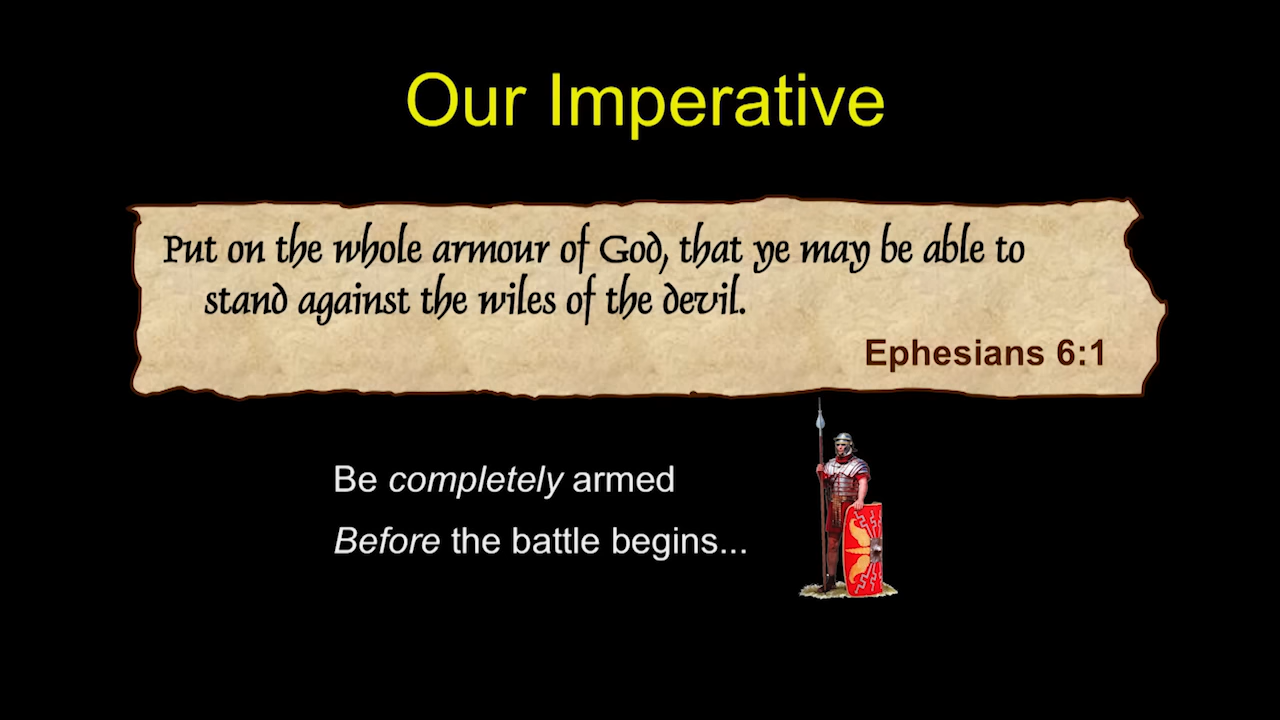 Our Imperative
Put on the whole armour of God, that ye may be able to
stand against the wiles of the devil.
Ephesians 6:1
Be completely armed
Before the battle begins...